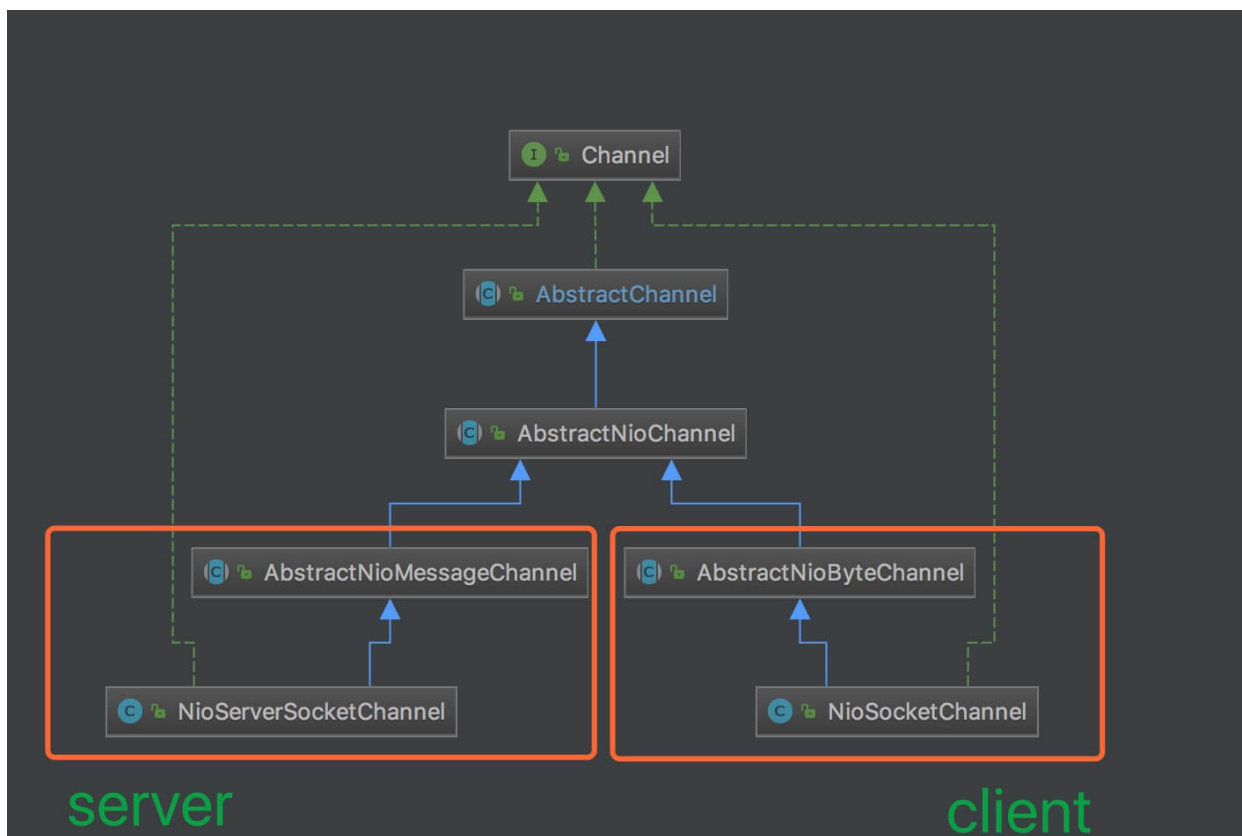 I Channel
C AbstractChannel
C AbstractNioChannel
C AbstractNioMessageChannel
C AbstractNioByteChannel
C NioServerSocketChannel
C NioSocketChannel
server
client